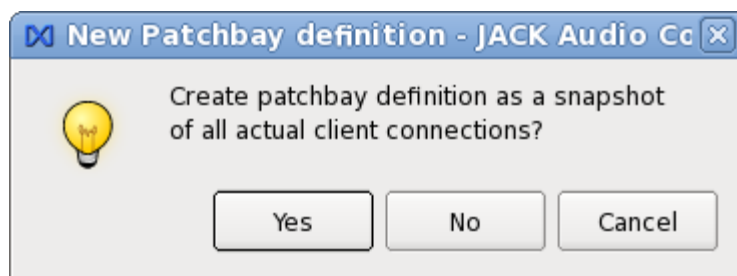 New Patchbay definition - JACK Audio Co
Create patchbay definition as a snapshot
of all actual client connections?
Yes
No
Cancel